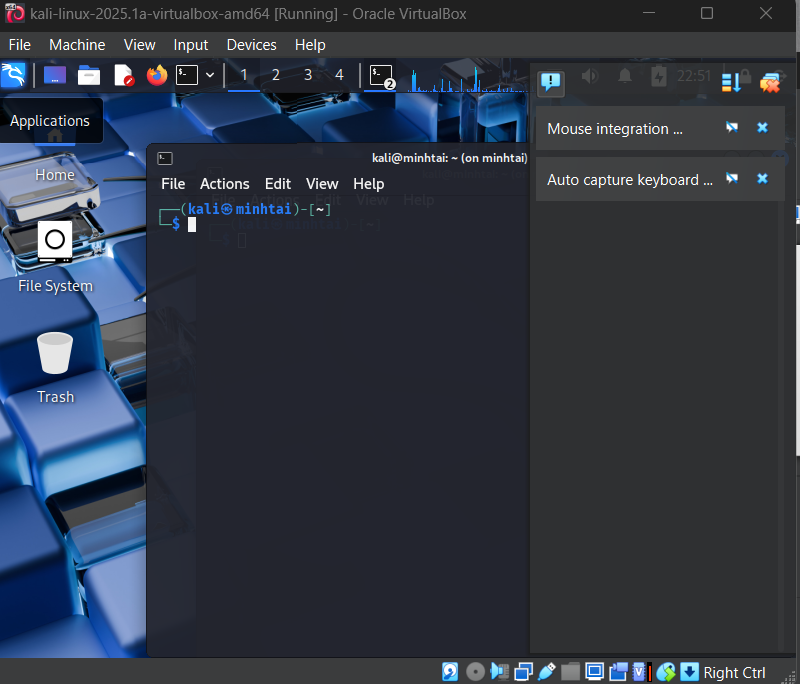 kali-linux-2025.1a-virtualbox-amd64 [Running] - Oracle VirtualBox
File Machine View Input Devices Help
1 2 3 4 2 22:51
Applications
Home
File System
Trash
kali@minhtai: ~ (on minhtai)
File Actions Edit View Help
┌──(kali㉿minhtai)-[~]
└─$
Mouse integration ...
Auto capture keyboard ...
Right Ctrl